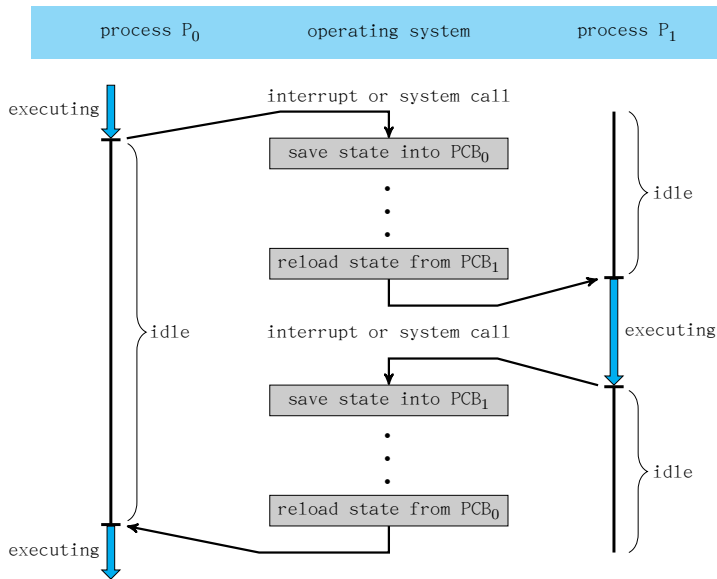 process P₀
operating system
process P₁
interrupt or system call
executing
save state into PCB₀
idle
reload state from PCB₁
idle
interrupt or system call
executing
save state into PCB₁
idle
reload state from PCB₀
executing